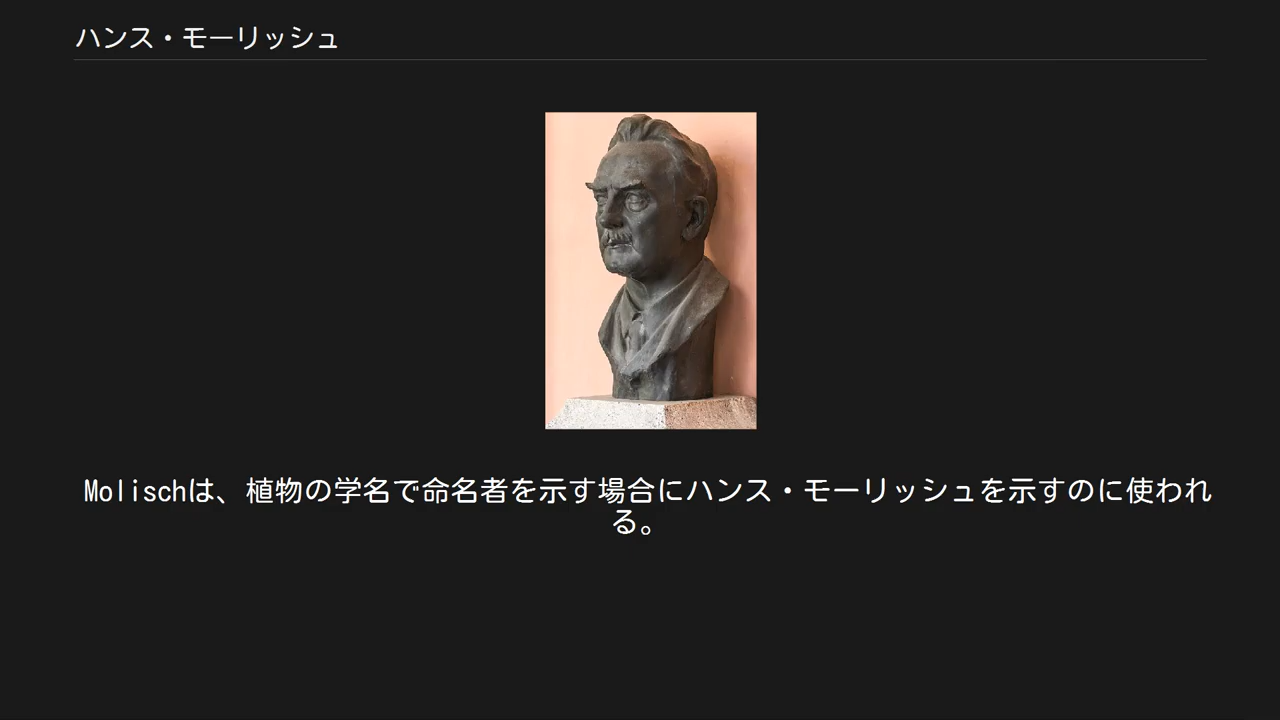 ハンス・モーリッシュ
Molischは、植物の学名で命名者を示す場合にハンス・モーリッシュを示すのに使われ
る。